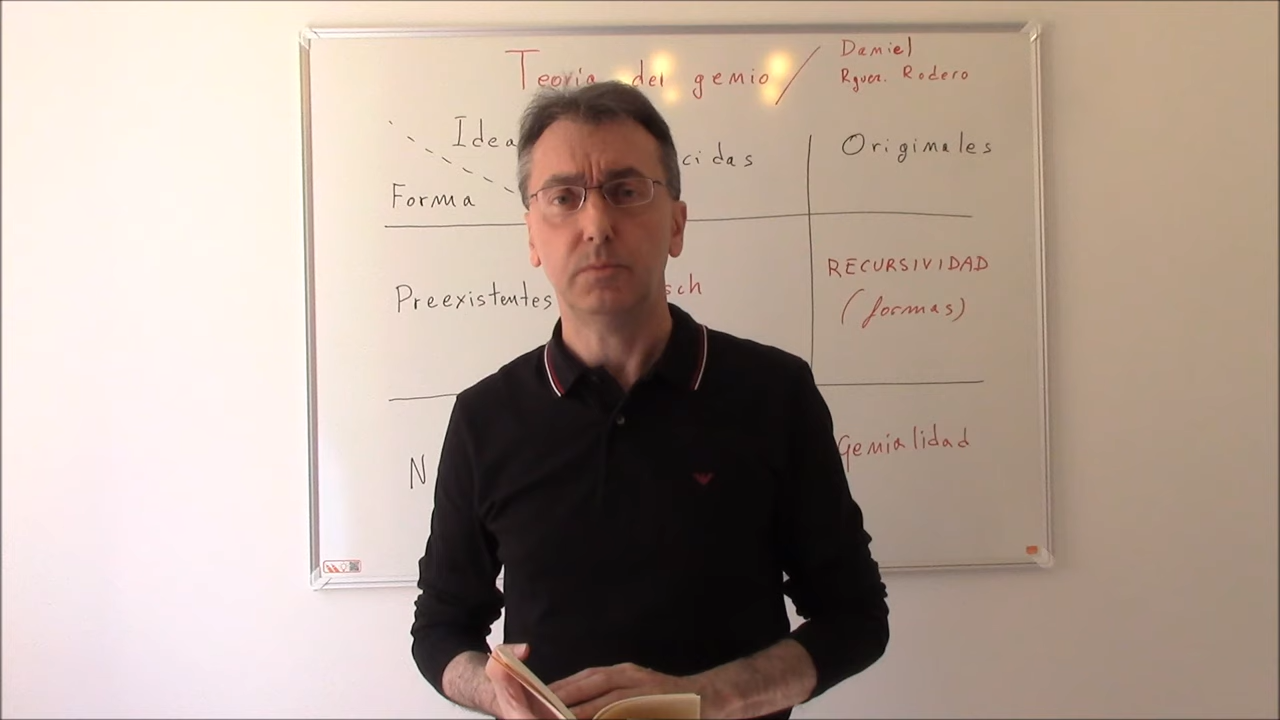 Teoría del genio / Daniel
Rguez. Rodero
Idea
cidas
Originales
Forma
Preexistentes
sch
RECURSIVIDAD
(formas)
N
Genialidad